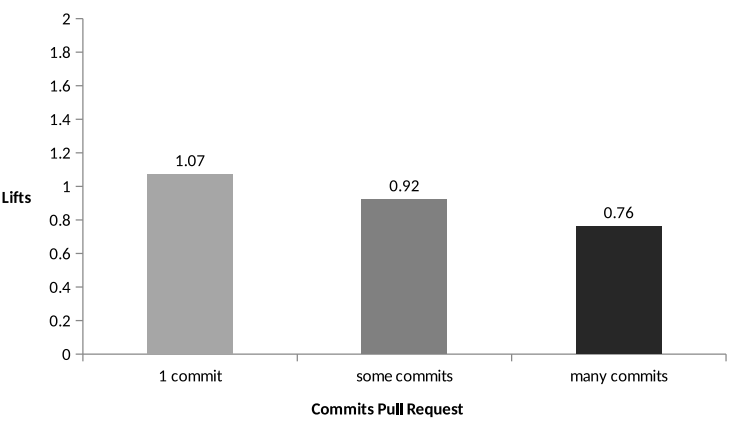 2
1.8
1.6
1.4
1.2
1
0.8
0.6
0.4
0.2
0
Lifts
1.07
0.92
0.76
1 commit
some commits
many commits
Commits Pull Request